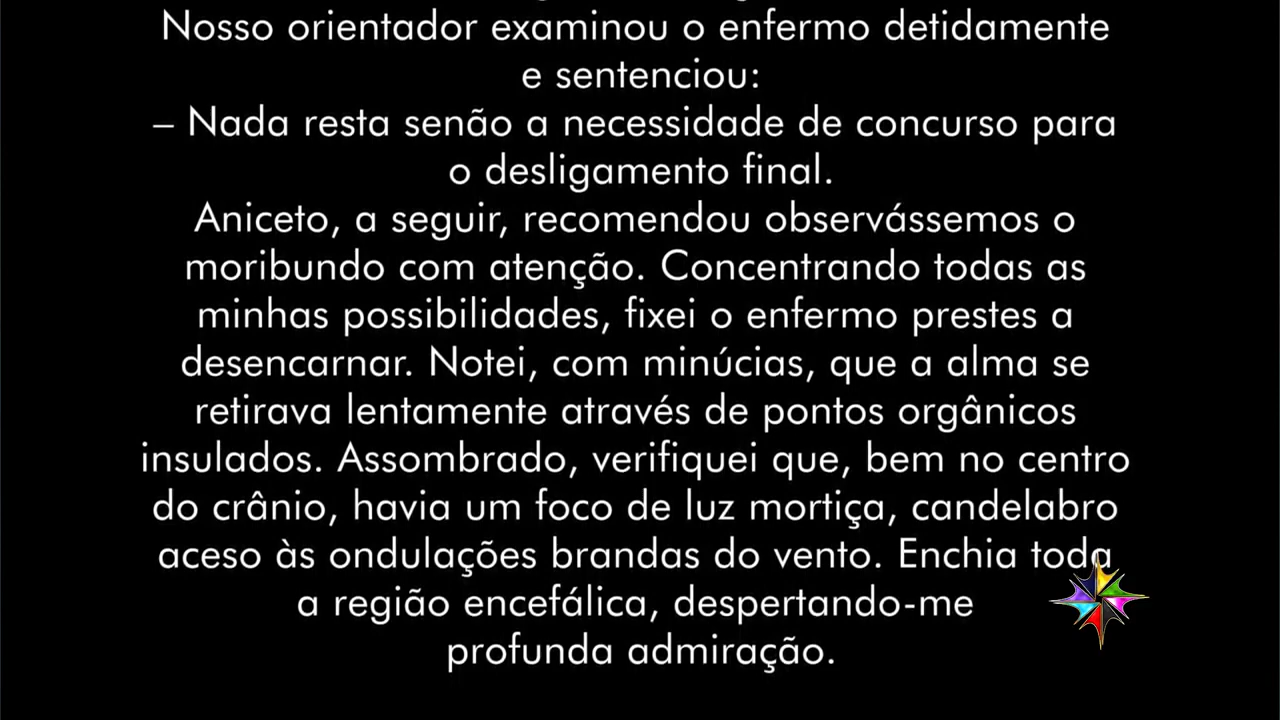 Nosso orientador examinou o enfermo detidamente
e sentenciou:
– Nada resta senão a necessidade de concurso para
o desligamento final.
Aniceto, a seguir, recomendou observássemos o
moribundo com atenção. Concentrando todas as
minhas possibilidades, fixei o enfermo prestes a
desencarnar. Notei, com minúcias, que a alma se
retirava lentamente através de pontos orgânicos
insulados. Assombrado, verifiquei que, bem no centro
do crânio, havia um foco de luz mortiça, candelabro
aceso às ondulações brandas do vento. Enchia toda
a região encefálica, despertando-me
profunda admiração.